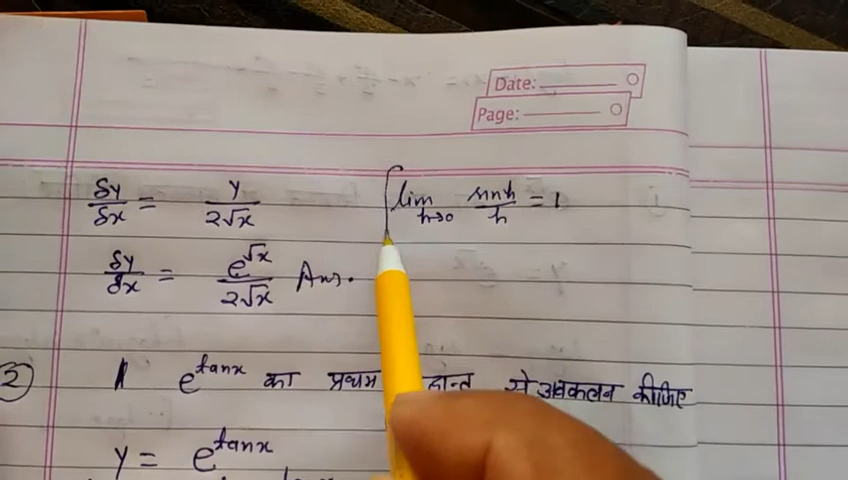 Date:
Page:
δy/δx = y/2√x [lim h→0 sinh/h = 1
δy/δx = e^√x/2√x Ans.
② e^tanx का प्रथम से अवकलन कीजिए
y = e^tanx